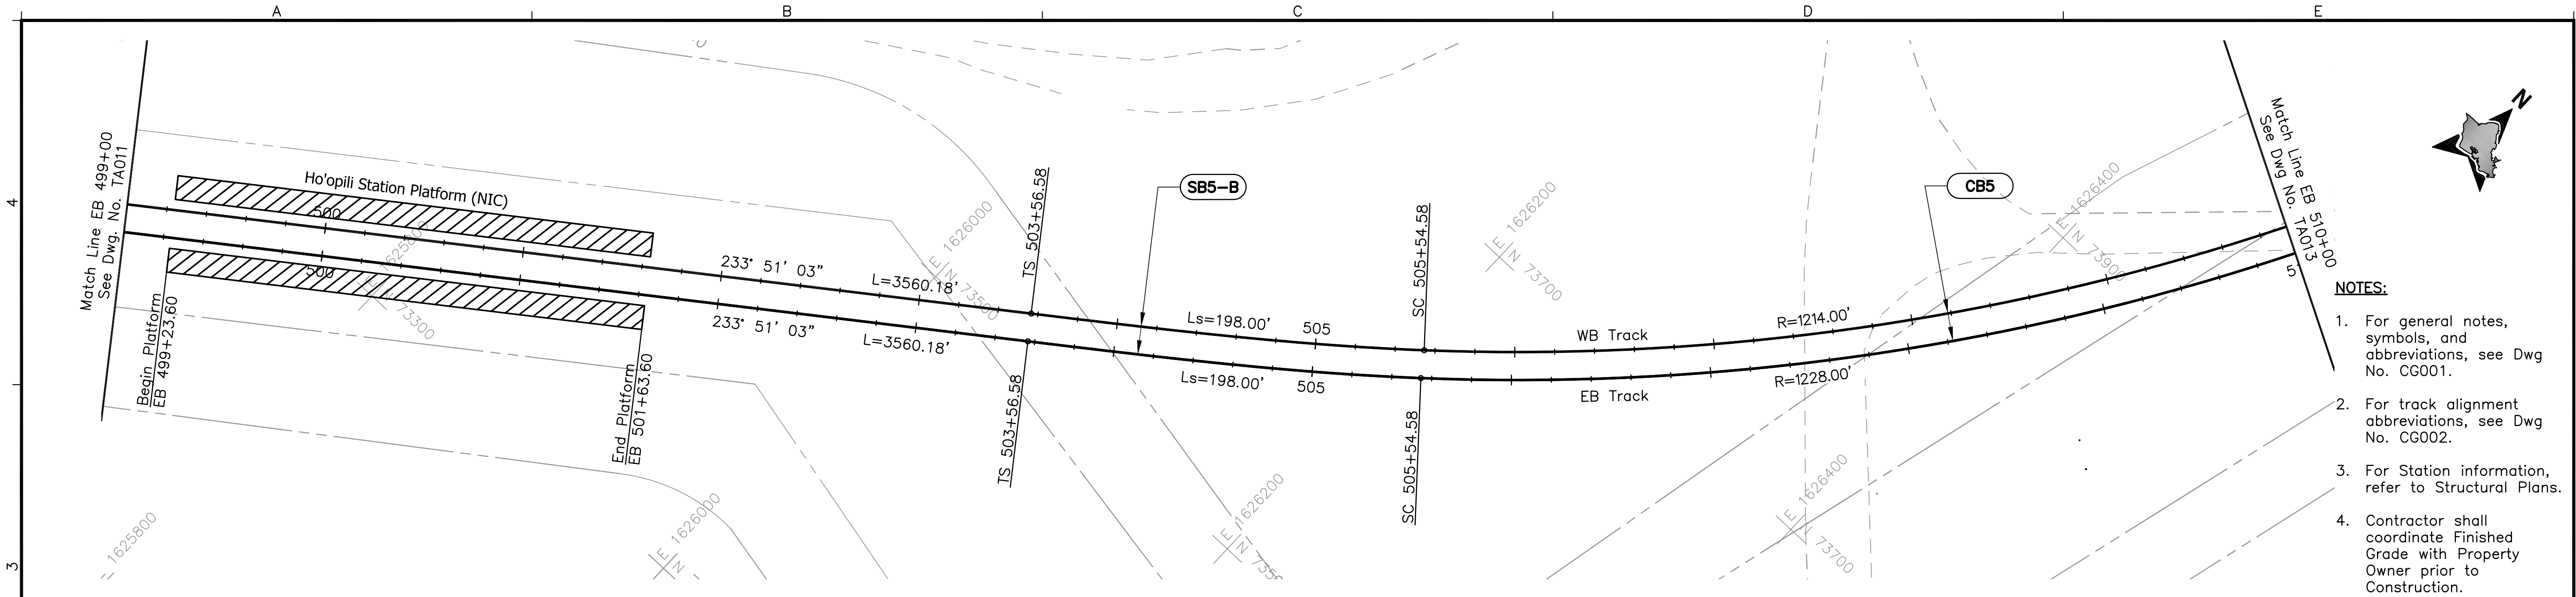 A
B
C
D
E
4
3
N
Match Line EB 499+00
See Dwg. No. TA011
Ho'opili Station Platform (NIC)
500
500
Begin Platform
EB 499+23.60
End Platform
EB 501+63.60
233° 51' 03"
L=3560.18'
233° 51' 03"
L=3560.18'
TS 503+56.58
TS 503+56.58
SB5-B
Ls=198.00'
505
Ls=198.00'
505
SC 505+54.58
SC 505+54.58
WB Track
EB Track
R=1214.00'
R=1228.00'
CB5
Match Line EB 510+00
See Dwg No. TA013
N 73300
E 1626000
N 73500
E 1626200
N 73700
E 1626400
N 73900
1625800
E 1626000
N
E 1626200
N
E 1626400
N 73700
NOTES:
1. For general notes,
symbols, and
abbreviations, see Dwg
No. CG001.
2. For track alignment
abbreviations, see Dwg
No. CG002.
3. For Station information,
refer to Structural Plans.
4. Contractor shall
coordinate Finished
Grade with Property
Owner prior to
Construction.